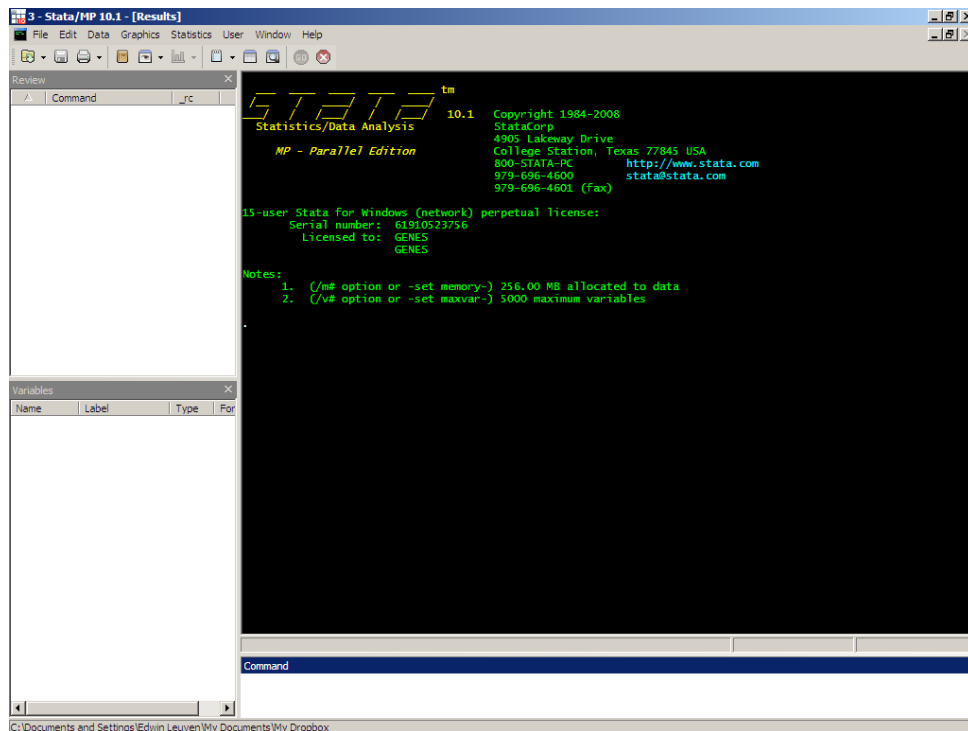 3 - Stata/MP 10.1 - [Results]
File Edit Data Graphics Statistics User Window Help
Review
Command _rc
Variables
Name Label Type For
stata tm
Statistics/Data Analysis
MP - Parallel Edition
10.1 Copyright 1984-2008
StataCorp
4905 Lakeway Drive
College Station, Texas 77845 USA
800-STATA-PC http://www.stata.com
979-696-4600 stata@stata.com
979-696-4601 (fax)
15-user Stata for Windows (network) perpetual license:
Serial number: 61910523756
Licensed to: GENES
GENES
Notes:
1. (/m# option or -set memory-) 256.00 MB allocated to data
2. (/v# option or -set maxvar-) 5000 maximum variables
.
Command
C:\Documents and Settings\Edwin Leuven\My Documents\My Dropbox